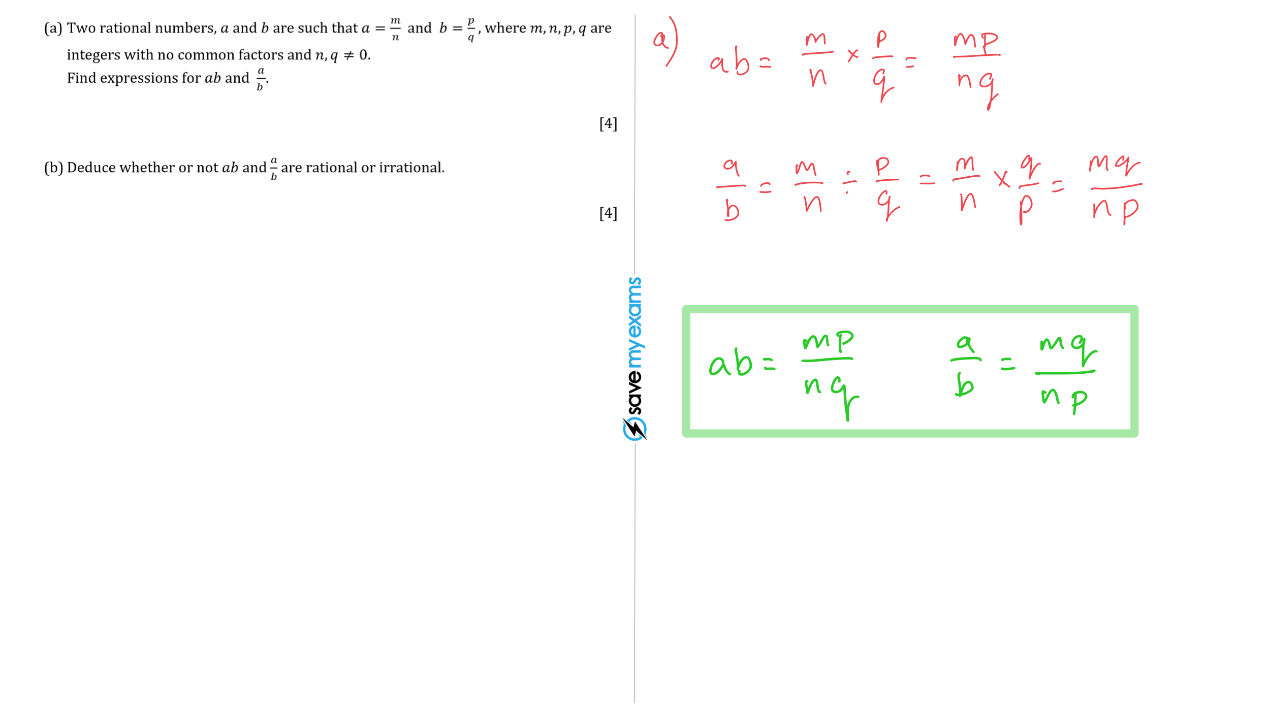 (a) Two rational numbers, a and b are such that a = m/n and b = p/q, where m, n, p, q are
integers with no common factors and n, q ≠ 0.
Find expressions for ab and a/b.
[4]
(b) Deduce whether or not ab and a/b are rational or irrational.
[4]
save myexams
a) ab = m/n × p/q = mp/nq
a/b = m/n ÷ p/q = m/n × q/p = mq/np
ab = mp/nq a/b = mq/np